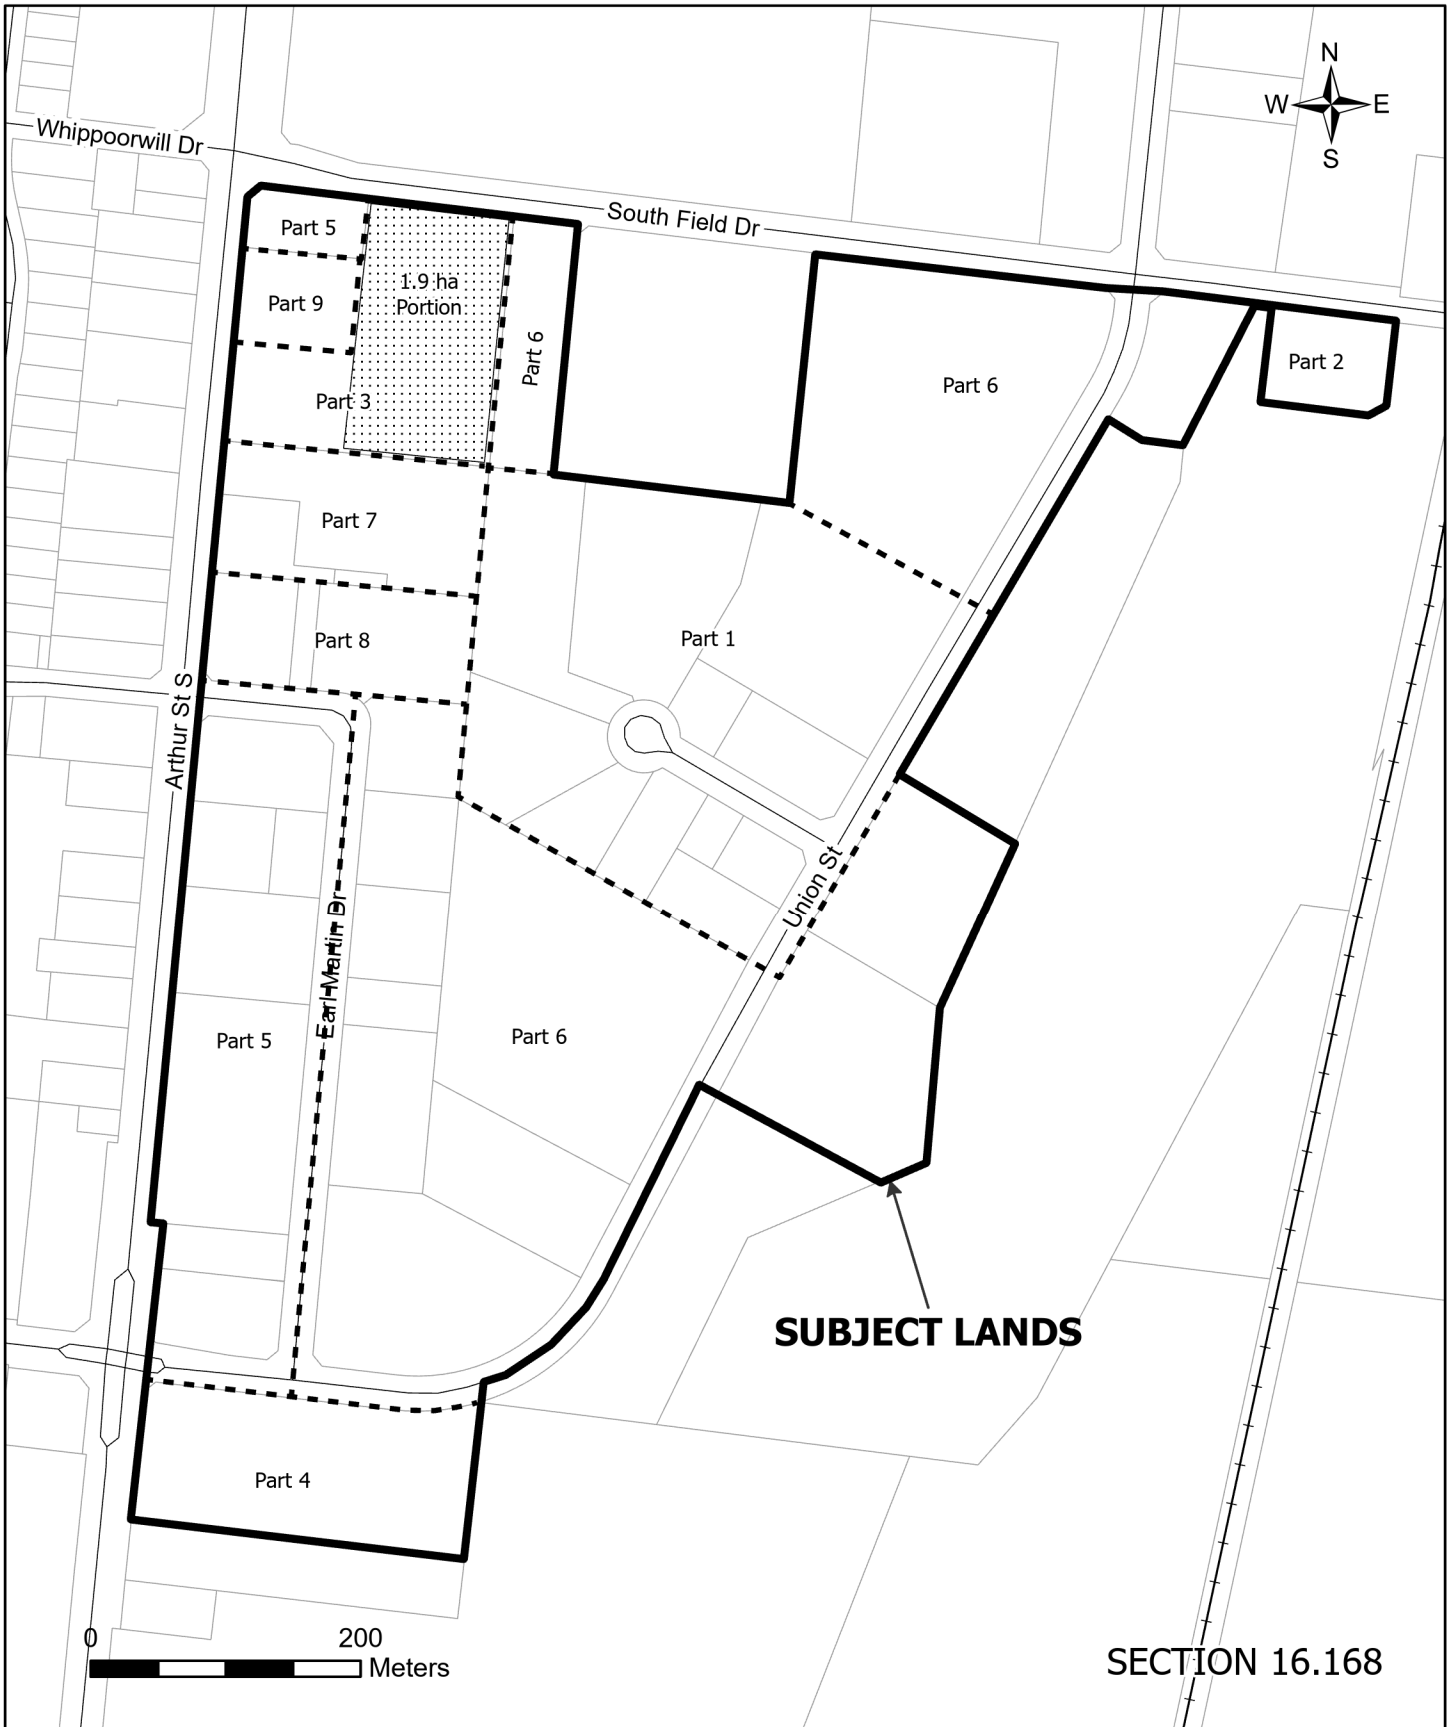 N
W E
S
Whippoorwill Dr
South Field Dr
Part 5
1.9 ha
Portion
Part 9
Part 6
Part 2
Part 6
Part 3
Part 7
Part 8
Part 1
Arthur St S
Union St
Earl Martin Dr
Part 5
Part 6
SUBJECT LANDS
Part 4
0 200
Meters
SECTION 16.168